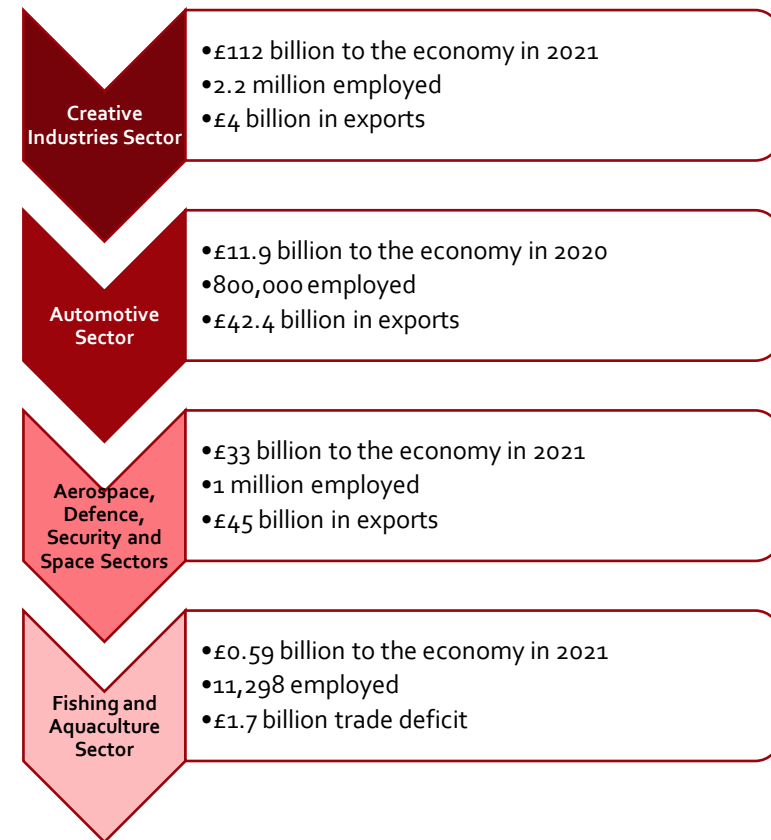 Creative
Industries Sector
•£112 billion to the economy in 2021
•2.2 million employed
•£4 billion in exports
Automotive
Sector
•£11.9 billion to the economy in 2020
•800,000 employed
•£42.4 billion in exports
Aerospace,
Defence,
Security and
Space Sectors
•£33 billion to the economy in 2021
•1 million employed
•£45 billion in exports
Fishing and
Aquaculture
Sector
•£0.59 billion to the economy in 2021
•11,298 employed
•£1.7 billion trade deficit